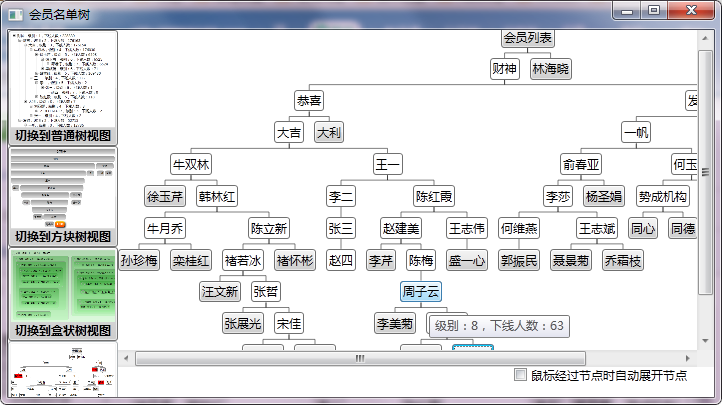 会员名单树
切换到普通树视图
切换到方块树视图
切换到盒状树视图
会员列表
财神 林海晓
恭喜 发
大吉 大利 一帆
牛双林 王一 俞春亚 何玉
徐玉芹 韩林红 李二 陈红霞 李莎 杨圣娟 势成机构
牛月乔 陈立新 张三 赵建美 王志伟 何维燕 王志斌 同心 同德
孙珍梅 栾桂红 褚若冰 褚怀彬 赵四 李芹 陈梅 盛一心 郭振民 聂景菊 乔霜枝
汪文新 张哲 周子云
张展光 宋佳 李美菊
级别：8，下线人数：63
鼠标经过节点时自动展开节点